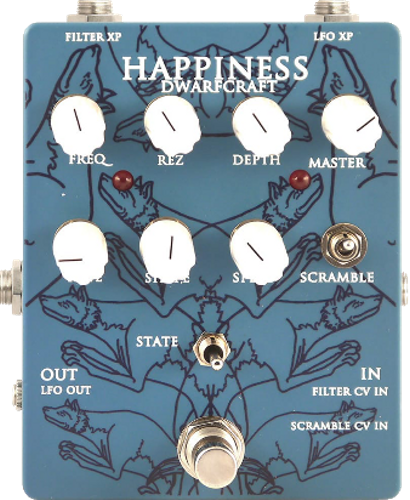 FILTER XP
LFO XP
HAPPINESS
DWARFCRAFT
FREQ
REZ
DEPTH
MASTER
SCRAMBLE
STATE
OUT
LFO OUT
IN
FILTER CV IN
SCRAMBLE CV IN